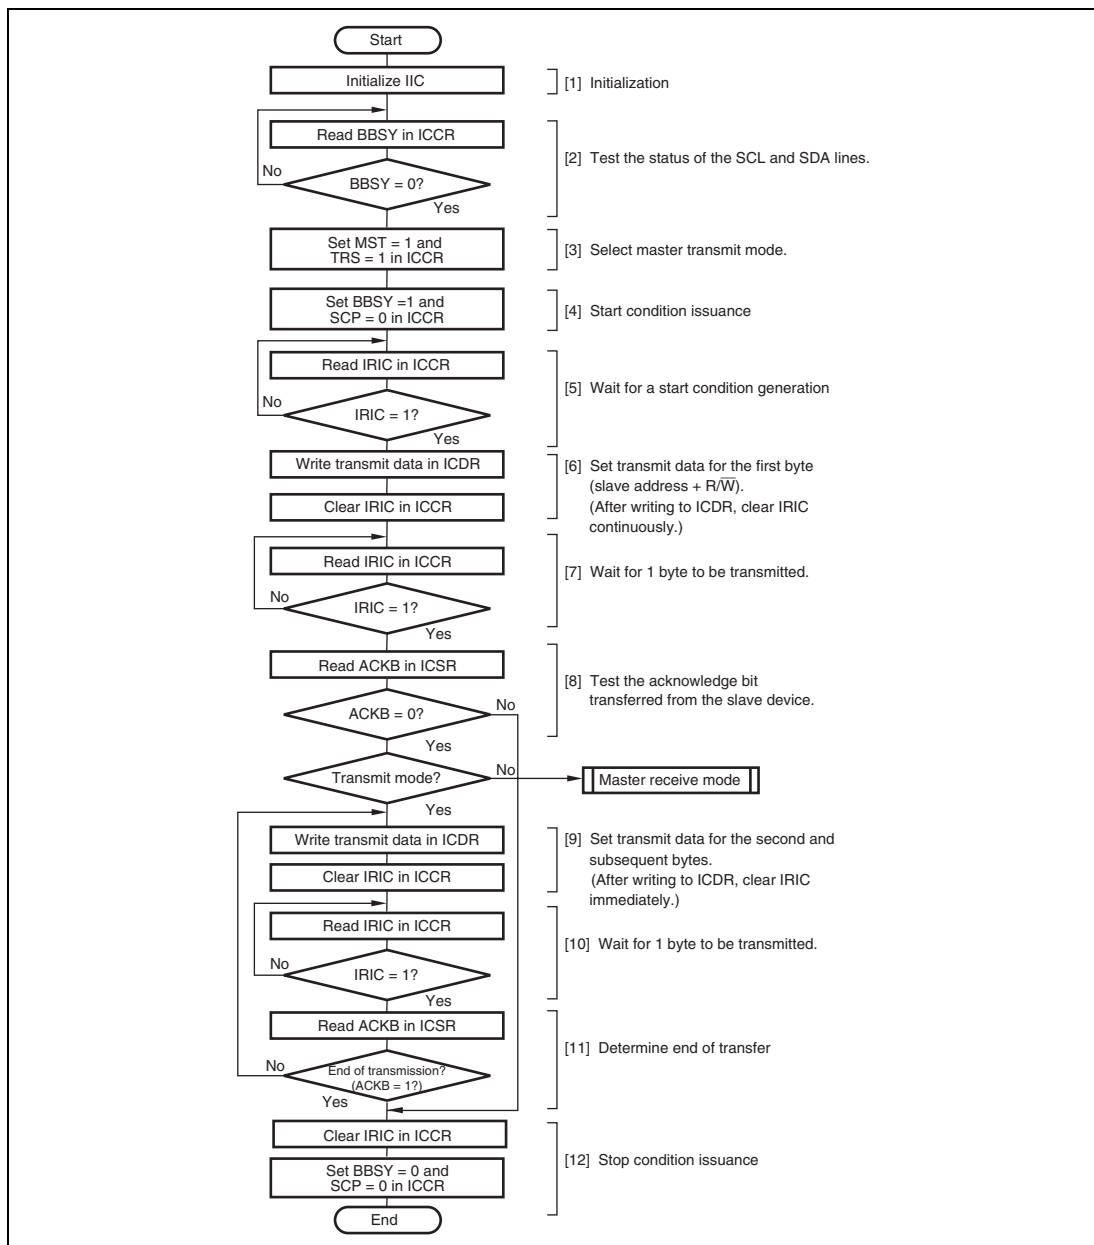 Start
Initialize IIC
[1] Initialization
Read BBSY in ICCR
No
BBSY = 0?
Yes
[2] Test the status of the SCL and SDA lines.
Set MST = 1 and
TRS = 1 in ICCR
[3] Select master transmit mode.
Set BBSY =1 and
SCP = 0 in ICCR
[4] Start condition issuance
Read IRIC in ICCR
No
IRIC = 1?
Yes
[5] Wait for a start condition generation
Write transmit data in ICDR
Clear IRIC in ICCR
[6] Set transmit data for the first byte
(slave address + R/W̅).
(After writing to ICDR, clear IRIC
continuously.)
Read IRIC in ICCR
No
IRIC = 1?
Yes
[7] Wait for 1 byte to be transmitted.
Read ACKB in ICSR
No
ACKB = 0?
Yes
[8] Test the acknowledge bit
transferred from the slave device.
Transmit mode?
No
Yes
Master receive mode
Write transmit data in ICDR
Clear IRIC in ICCR
[9] Set transmit data for the second and
subsequent bytes.
(After writing to ICDR, clear IRIC
immediately.)
Read IRIC in ICCR
No
IRIC = 1?
Yes
[10] Wait for 1 byte to be transmitted.
Read ACKB in ICSR
No
End of transmission?
(ACKB = 1?)
Yes
[11] Determine end of transfer
Clear IRIC in ICCR
Set BBSY = 0 and
SCP = 0 in ICCR
[12] Stop condition issuance
End